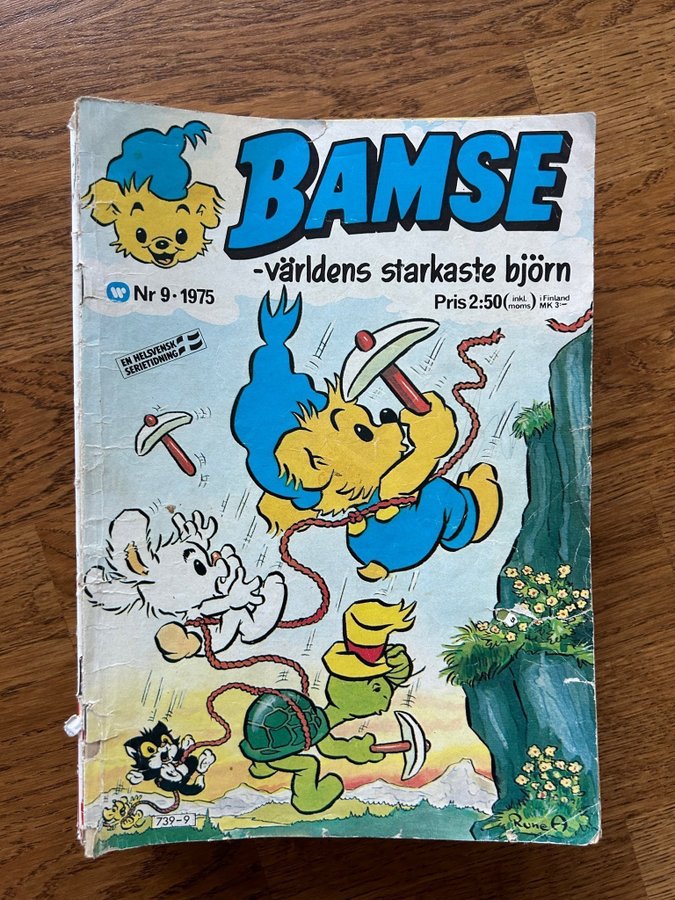 BAMSE
-världens starkaste björn
W Nr 9·1975
Pris 2:50 (inkl. moms) i Finland MK 3:-
EN HELSVENSK
SERIETIDNING
739-9
Rune A